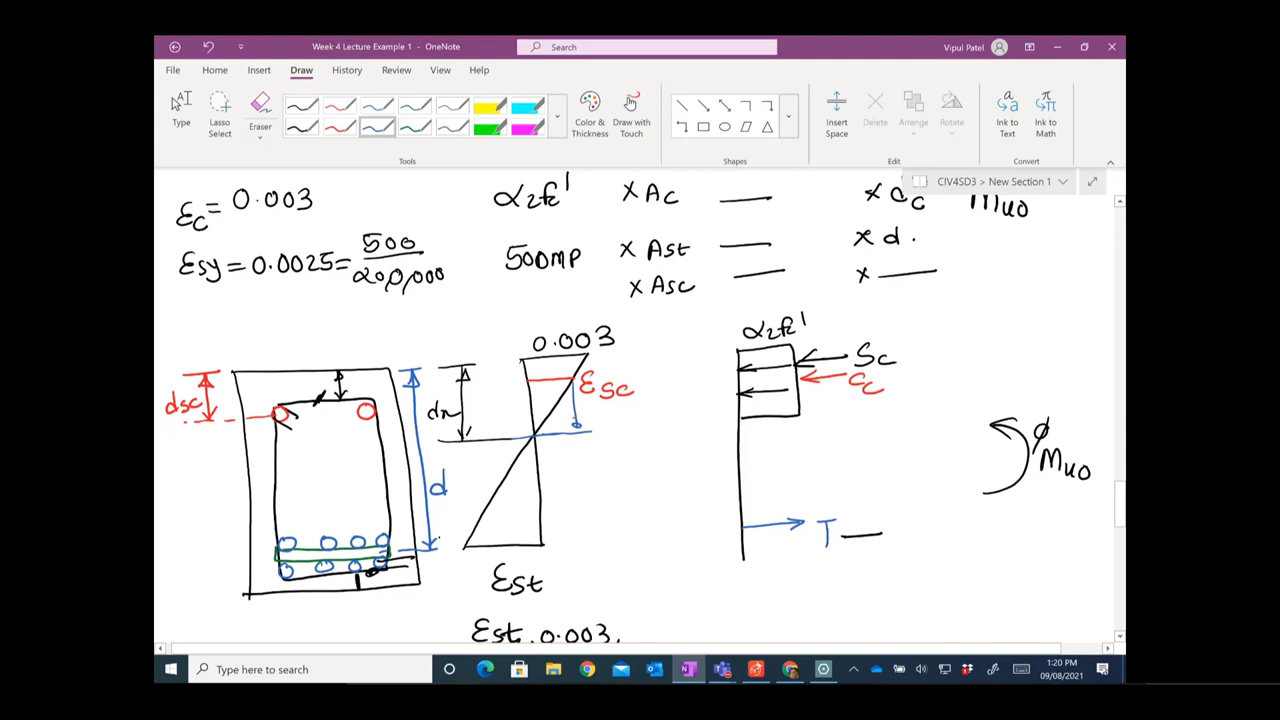 Week 4 Lecture Example 1 - OneNote
Search
Vipul Patel
File Home Insert Draw History Review View Help
Type
Lasso Select
Eraser
Color & Thickness
Draw with Touch
Insert Space
Delete
Arrange
Rotate
Ink to Text
Ink to Math
Tools
Shapes
Edit
Convert
CIV4SD3 > New Section 1
εc = 0.003
α2fc' × Ac
Muo
εsy = 0.0025 = 500/200,000
500MP × Ast × d.
× Asc ×
0.003
α2fc'
Sc
dsc
εsc
Cc
dn
d
φMuo
T
εst
εst 0.003
Type here to search
1:20 PM
09/08/2021